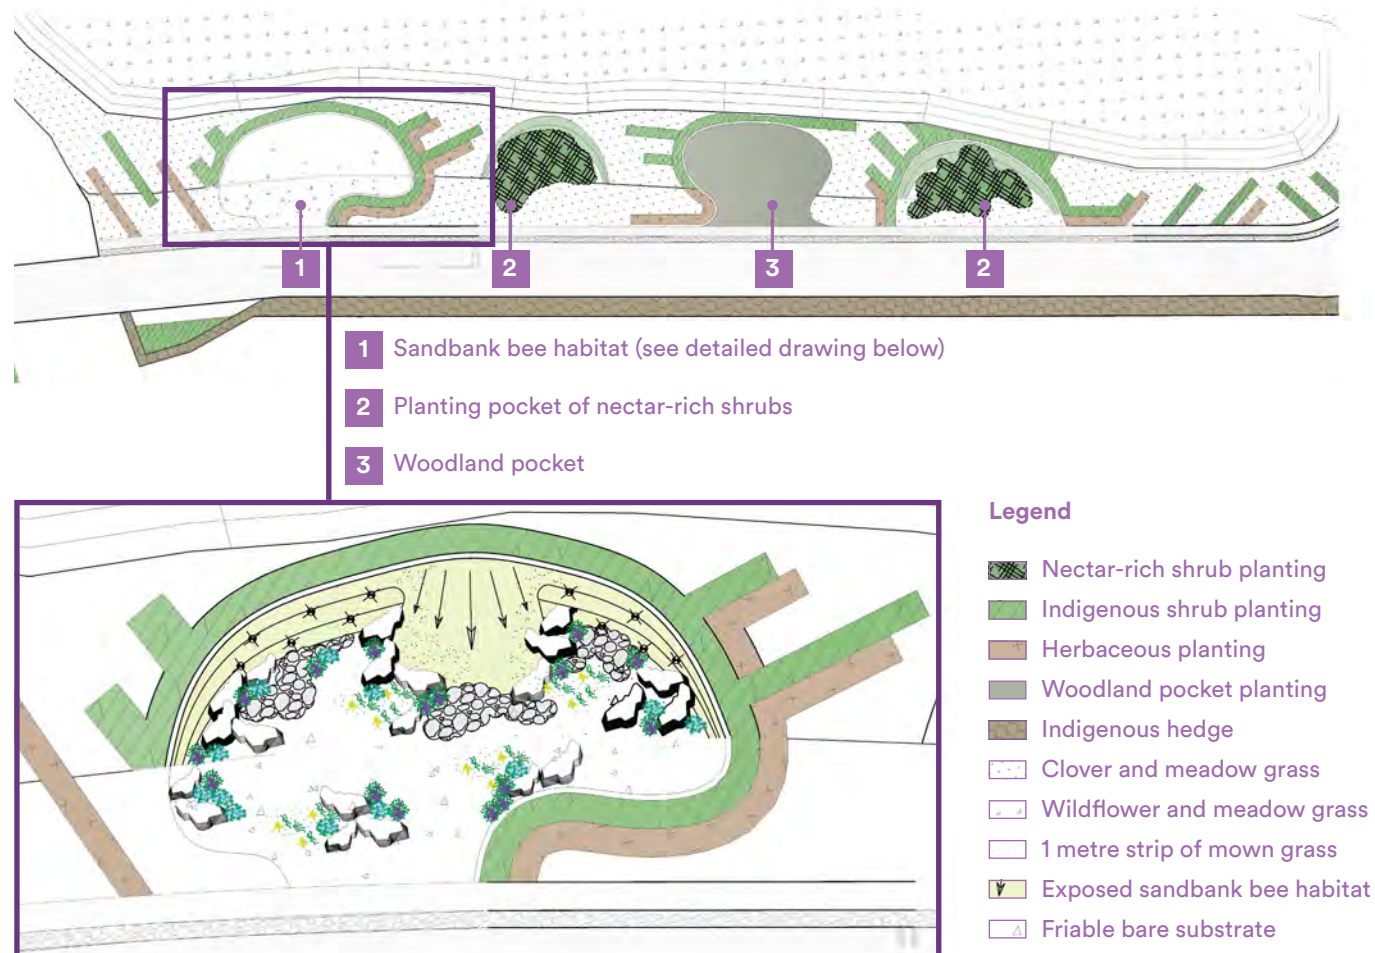 1
2
3
2
1 Sandbank bee habitat (see detailed drawing below)
2 Planting pocket of nectar-rich shrubs
3 Woodland pocket
Legend
Nectar-rich shrub planting
Indigenous shrub planting
Herbaceous planting
Woodland pocket planting
Indigenous hedge
Clover and meadow grass
Wildflower and meadow grass
1 metre strip of mown grass
Exposed sandbank bee habitat
Friable bare substrate